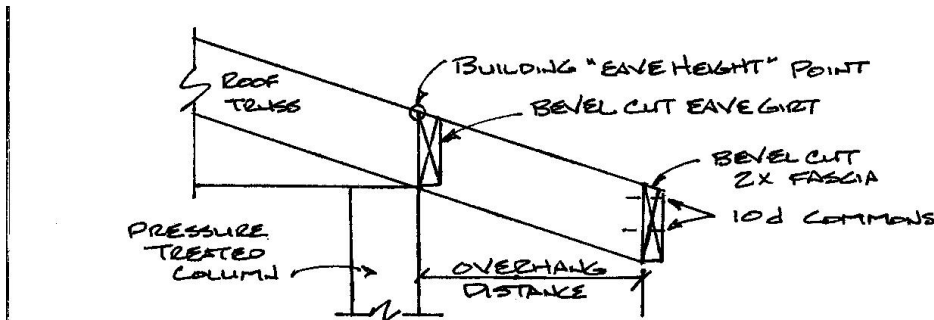 BUILDING "EAVE HEIGHT" POINT
ROOF
TRUSS
BEVEL CUT EAVE GIRT
BEVEL CUT
2X FASCIA
10d COMMONS
PRESSURE
TREATED
COLUMN
OVERHANG
DISTANCE